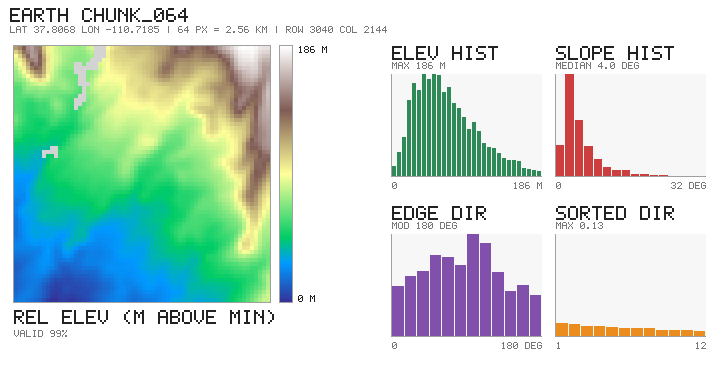 EARTH CHUNK_064
LAT 37.8068 LON -110.7185 | 64 PX = 2.56 KM | ROW 3040 COL 2144
186 M
0 M
REL ELEV (M ABOVE MIN)
VALID 99%
ELEV HIST
MAX 186 M
0 186 M
SLOPE HIST
MEDIAN 4.0 DEG
0 32 DEG
EDGE DIR
MOD 180 DEG
0 180 DEG
SORTED DIR
MAX 0.13
1 12